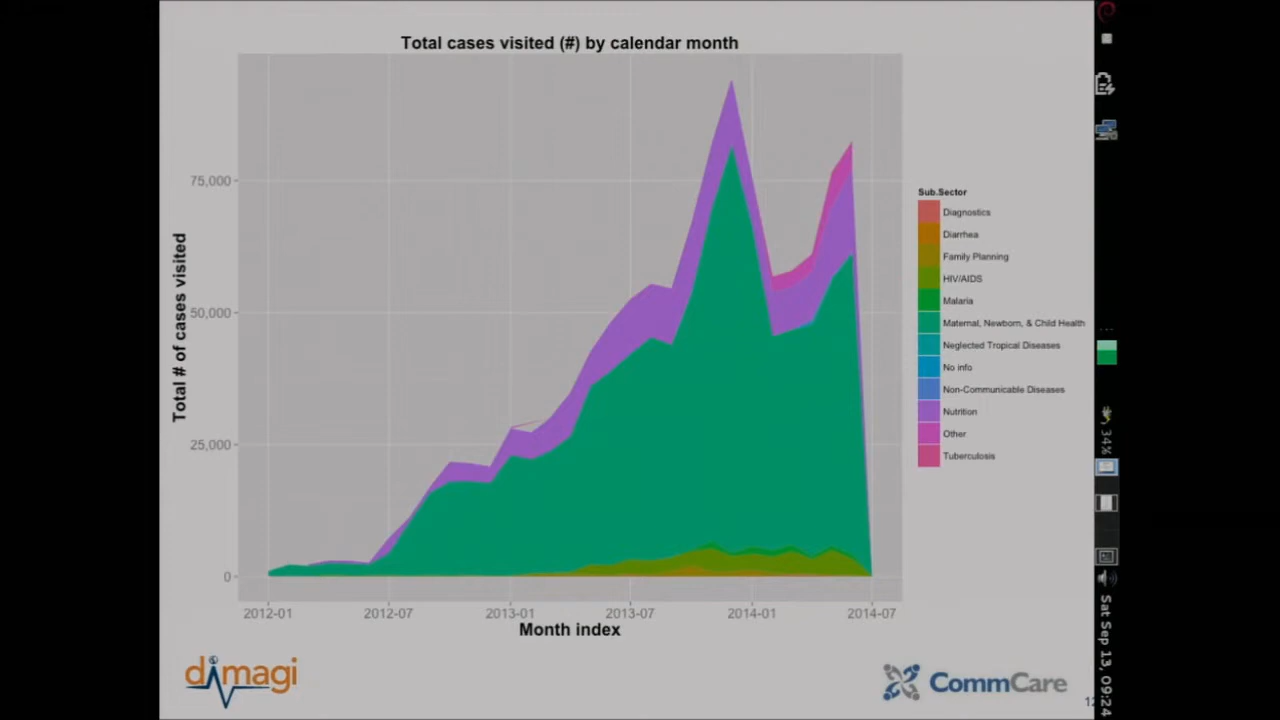 Total cases visited (#) by calendar month
Total # of cases visited
75,000
50,000
25,000
0
2012-01
2012-07
2013-01
2013-07
2014-01
2014-07
Month index
Sub.Sector
Diagnostics
Diarrhea
Family Planning
HIV/AIDS
Malaria
Maternal, Newborn, & Child Health
Neglected Tropical Diseases
No info
Non-Communicable Diseases
Nutrition
Other
Tuberculosis
dimagi
CommCare
34%
Sat Sep 13, 09:24